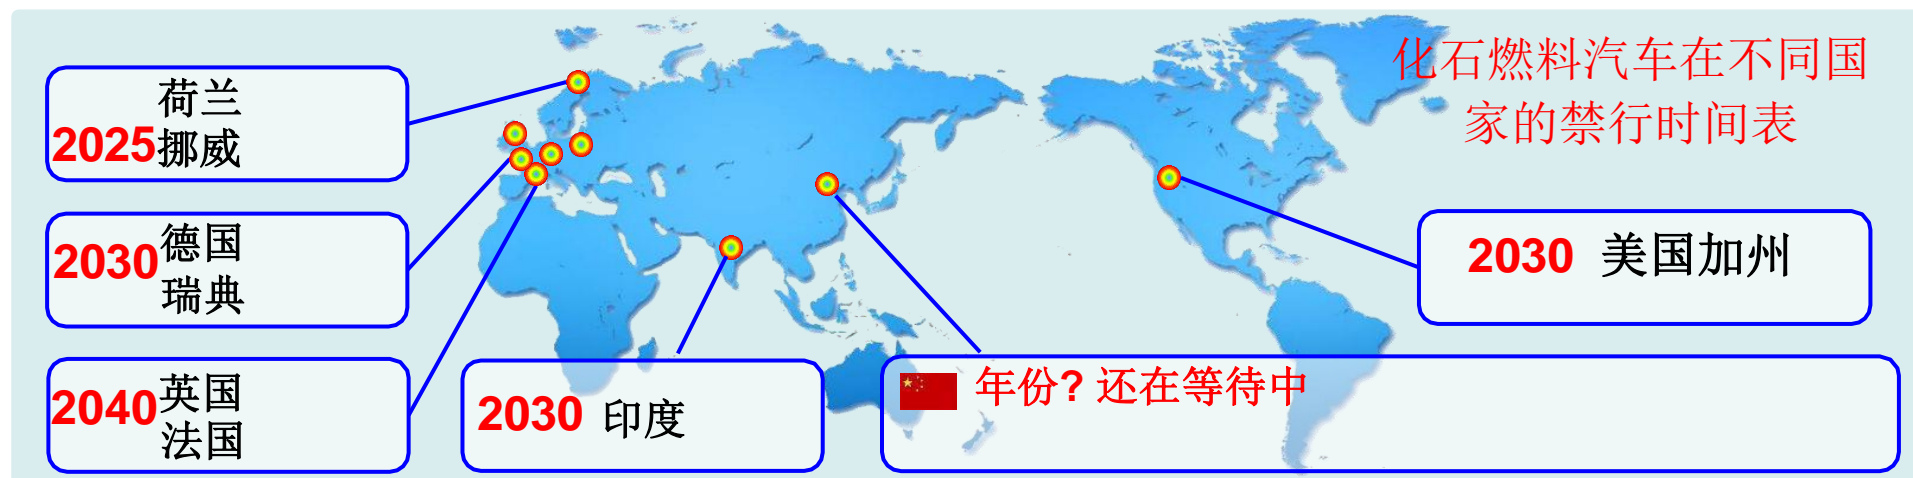 化石燃料汽车在不同国
家的禁行时间表
荷兰
2025挪威
2030德国
瑞典
2040英国
法国
2030 印度
2030 美国加州
年份? 还在等待中